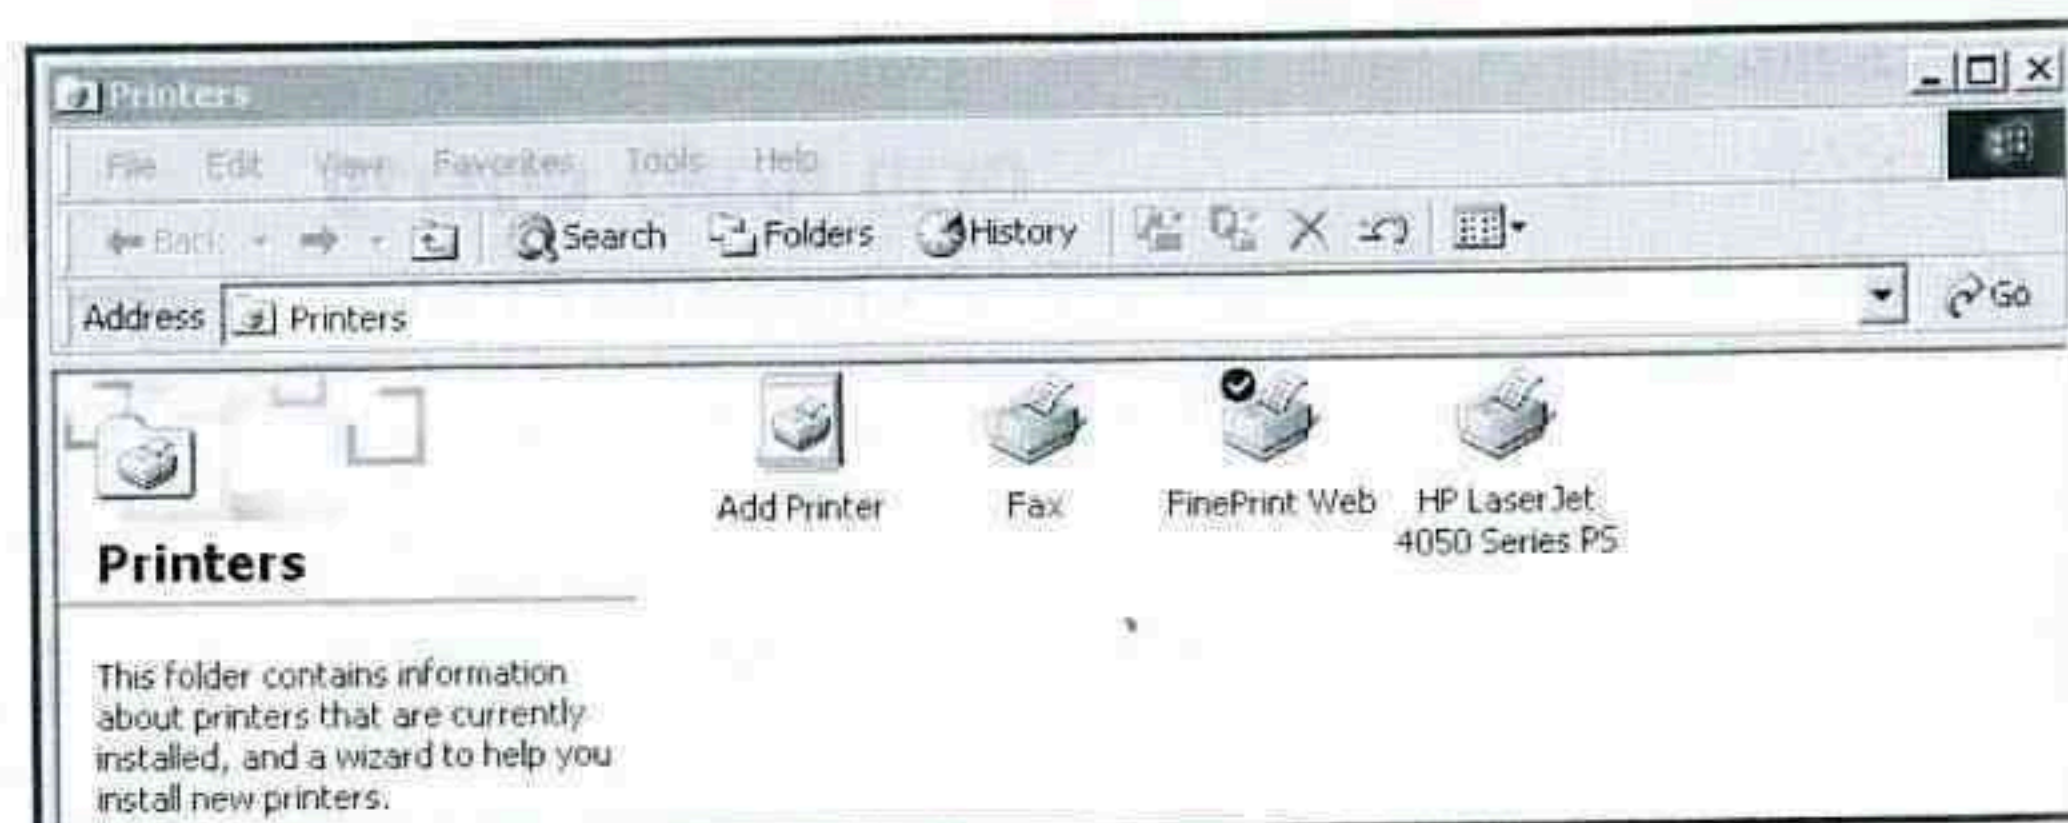 Printers
File Edit View Favorites Tools Help
Back Search Folders History
Address Printers Go
Add Printer Fax FinePrint Web HP LaserJet
4050 Series PS
Printers
This folder contains information
about printers that are currently
installed, and a wizard to help you
install new printers.